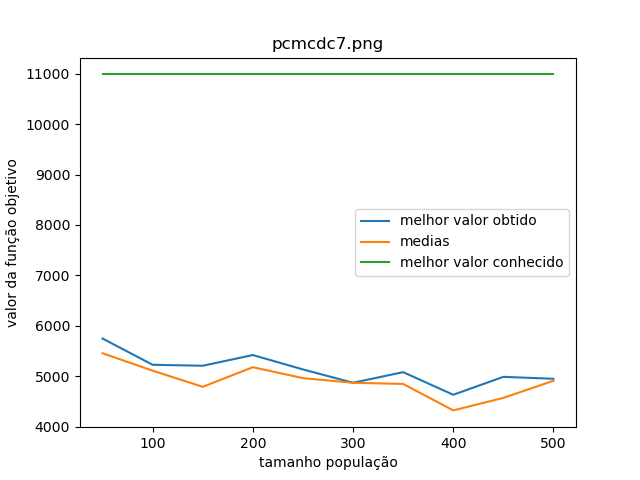 pcmcdc7.png
11000
10000
9000
8000
7000
6000
5000
4000
valor da função objetivo
melhor valor obtido
medias
melhor valor conhecido
100 200 300 400 500
tamanho população